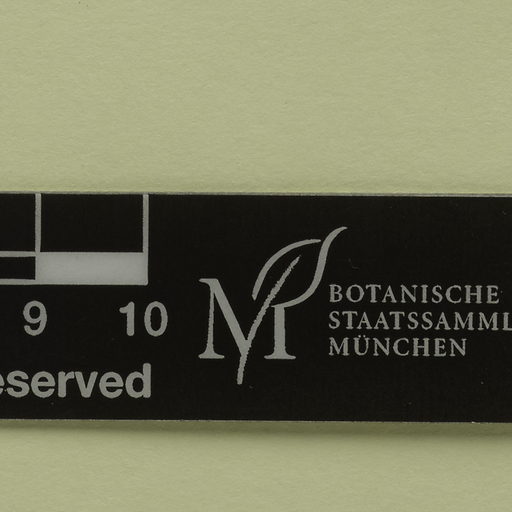 9 10
BOTANISCHE
STAATSSAMML
MÜNCHEN
eserved